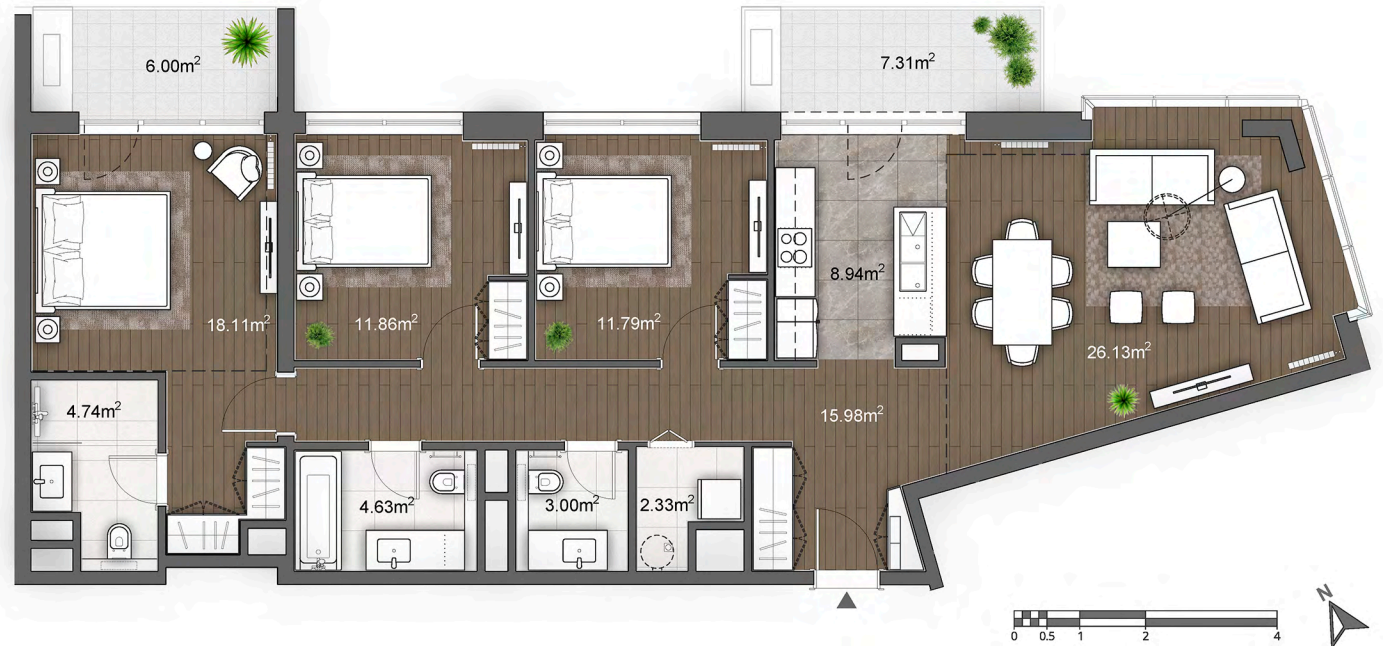 6.00m²
7.31m²
18.11m²
11.86m²
11.79m²
8.94m²
26.13m²
4.74m²
15.98m²
4.63m²
3.00m²
2.33m²
N
0 0.5 1 2 4